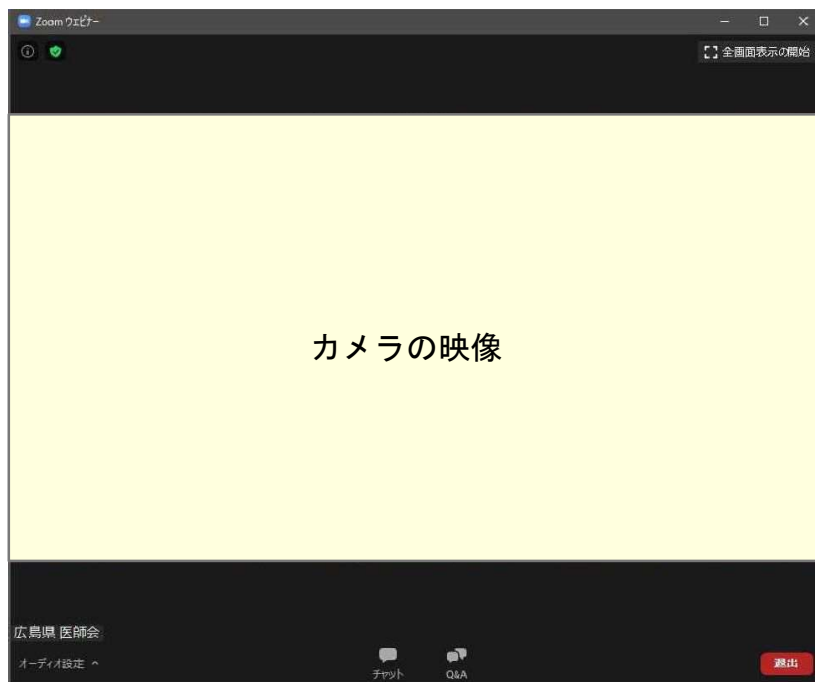 Zoom ウェビナー
全画面表示の開始
カメラの映像
広島県 医師会
オーディオ設定
チャット
Q&A
退出